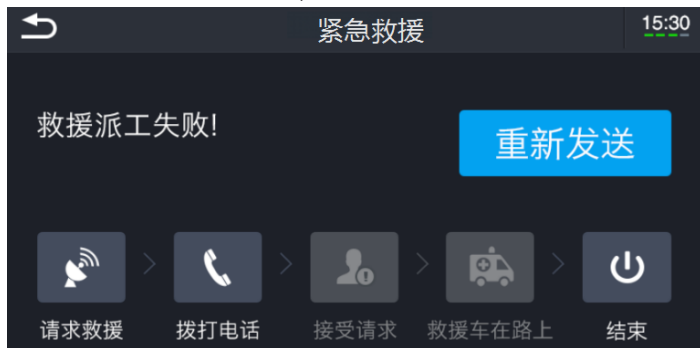 紧急救援
15:30
救援派工失败!
重新发送
请求救援
拨打电话
接受请求
救援车在路上
结束